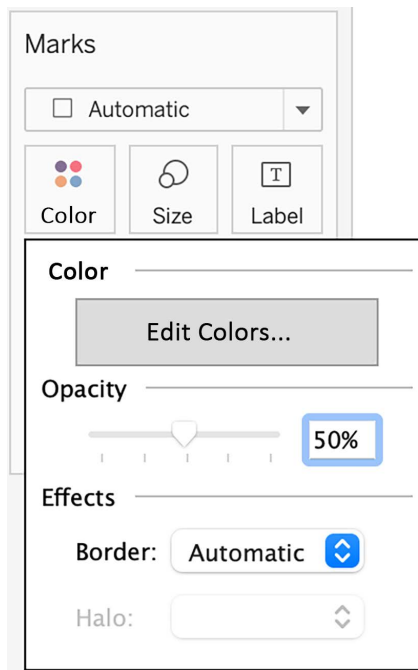 Marks
Automatic
Color Size Label
Color
Edit Colors...
Opacity
50%
Effects
Border: Automatic
Halo: